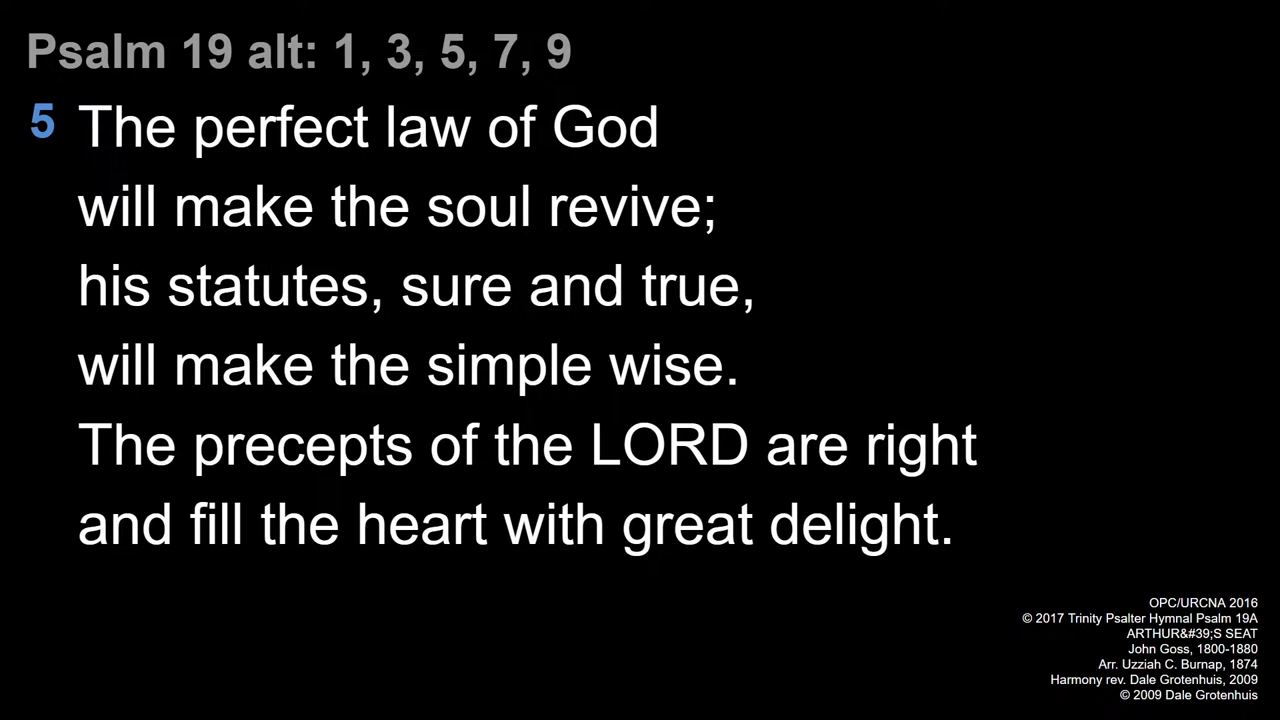 Psalm 19 alt: 1, 3, 5, 7, 9
5 The perfect law of God
will make the soul revive;
his statutes, sure and true,
will make the simple wise.
The precepts of the LORD are right
and fill the heart with great delight.
OPC/URCNA 2016
© 2017 Trinity Psalter Hymnal Psalm 19A
ARTHUR&#39;S SEAT
John Goss, 1800-1880
Arr. Uzziah C. Burnap, 1874
Harmony rev. Dale Grotenhuis, 2009
© 2009 Dale Grotenhuis